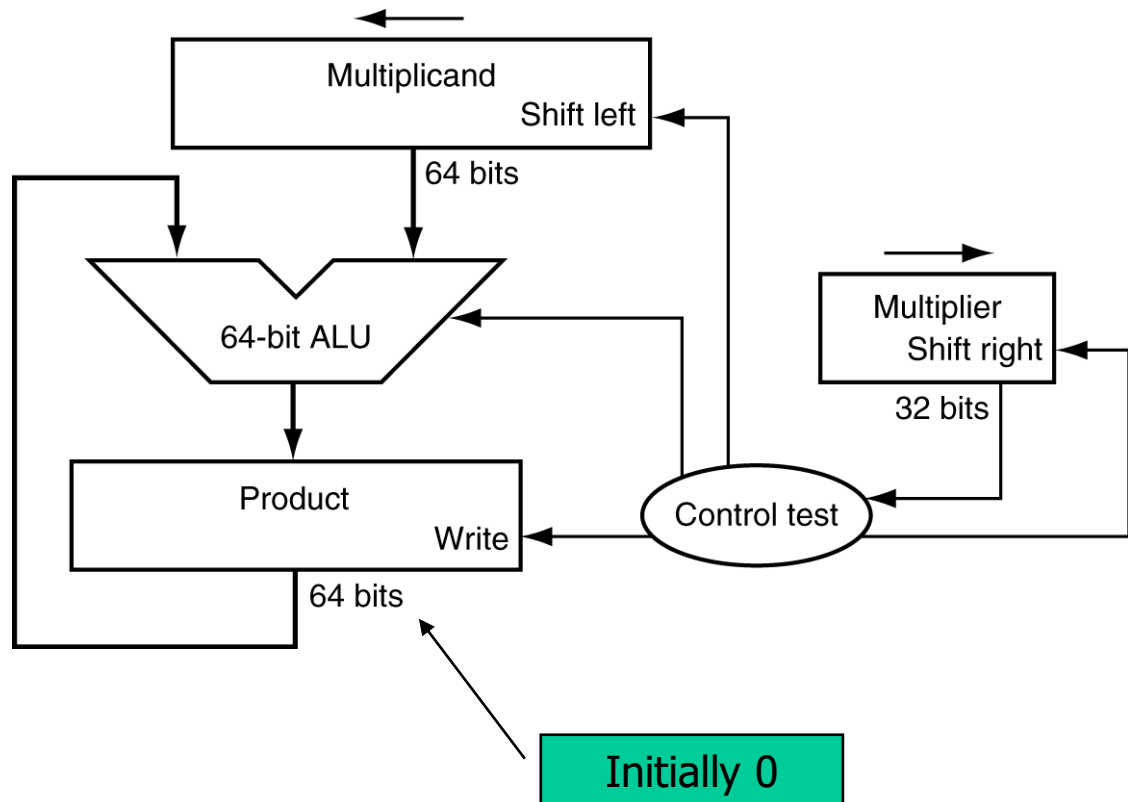 Multiplicand
Shift left
64 bits
64-bit ALU
Multiplier
Shift right
32 bits
Product
Write
Control test
64 bits
Initially 0